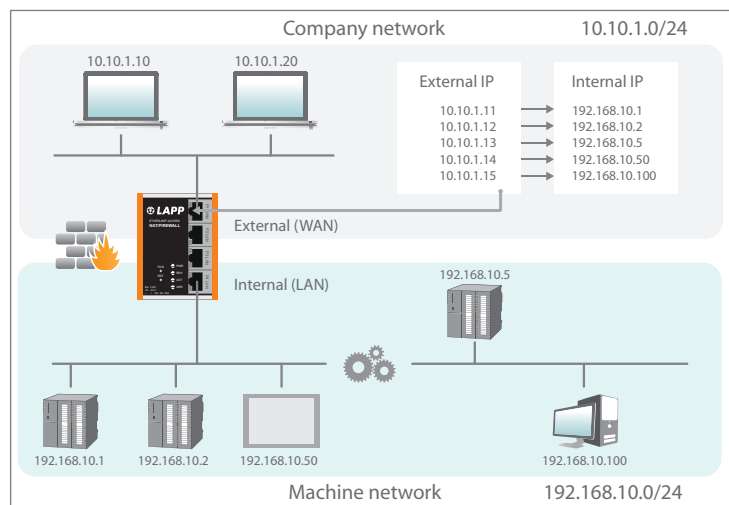 Company network 10.10.1.0/24
10.10.1.10 10.10.1.20
External IP Internal IP
10.10.1.11 192.168.10.1
10.10.1.12 192.168.10.2
10.10.1.13 192.168.10.5
10.10.1.14 192.168.10.50
10.10.1.15 192.168.10.100
LAPP
NAT/FIREWALL
External (WAN)
Internal (LAN)
192.168.10.5
192.168.10.1 192.168.10.2 192.168.10.50 192.168.10.100
Machine network 192.168.10.0/24